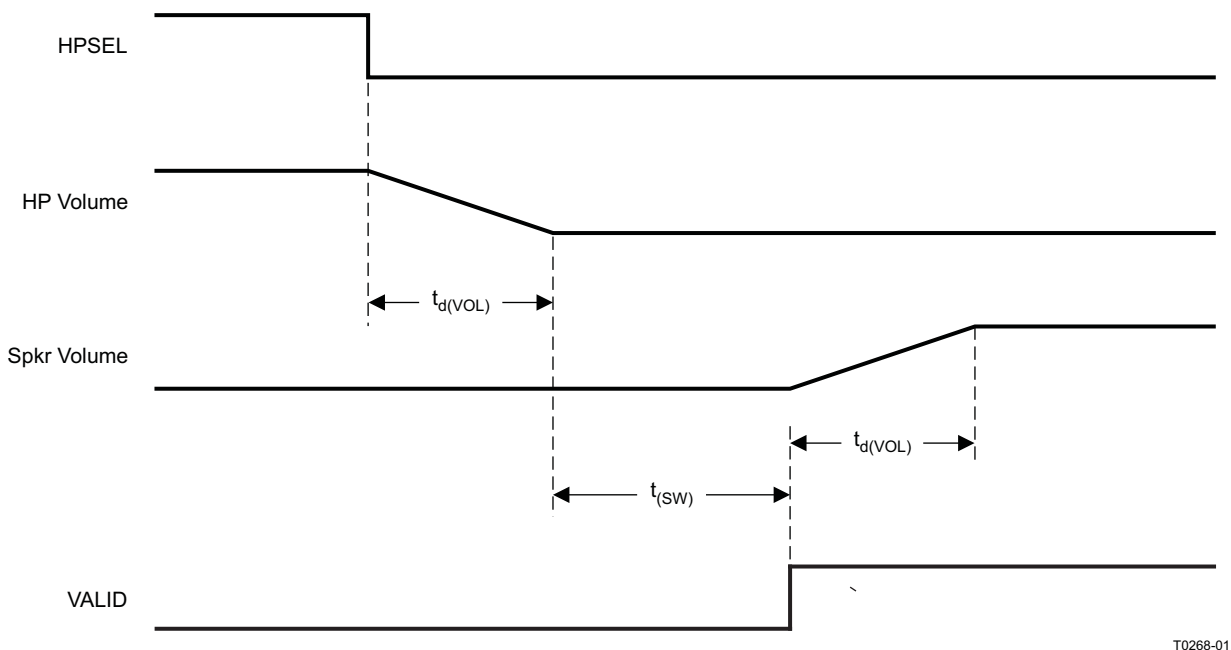 HPSEL
HP Volume
td(VOL)
Spkr Volume
td(VOL)
t(SW)
VALID
T0268-01